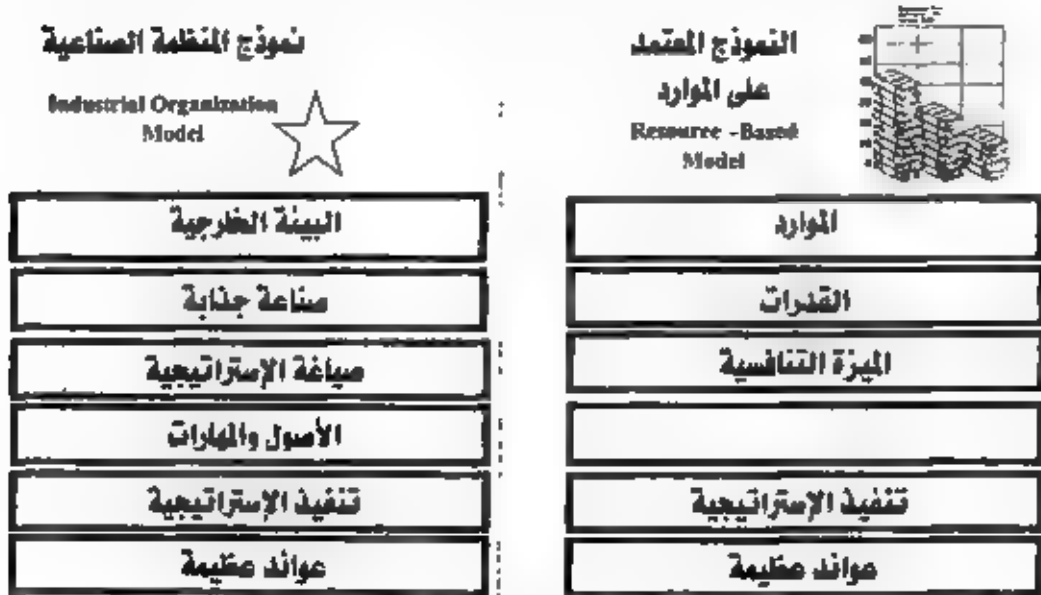 النموذج المعتمد
على الموارد
Resource -Based
Model
الموارد
القدرات
الميزة التنافسية
تنفيذ الإستراتيجية
عوائد عظيمة
نموذج المنظمة الصناعية
Industrial Organization
Model
البيئة الخارجية
صناعة جذابة
صياغة الإستراتيجية
الأصول والمهارات
تنفيذ الإستراتيجية
عوائد عظيمة